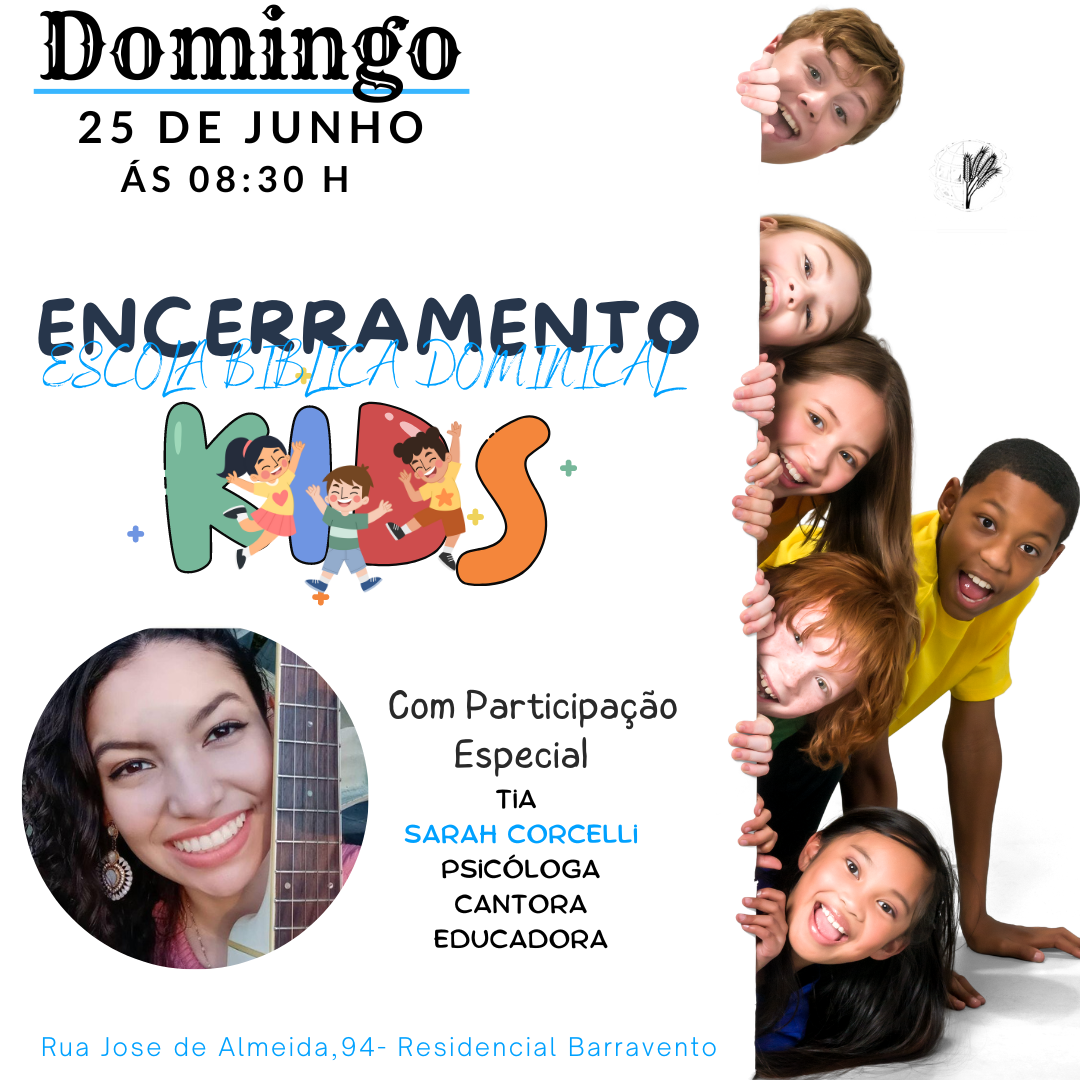 Domingo
25 DE JUNHO
ÁS 08:30 H
ENCERRAMENTO
ESCOLA BIBLICA DOMINICAL
KIDS
Com Participação
Especial
TiA
SARAH CORCELLi
PSiCÓLOGA
CANTORA
EDUCADORA
Rua Jose de Almeida,94- Residencial Barravento